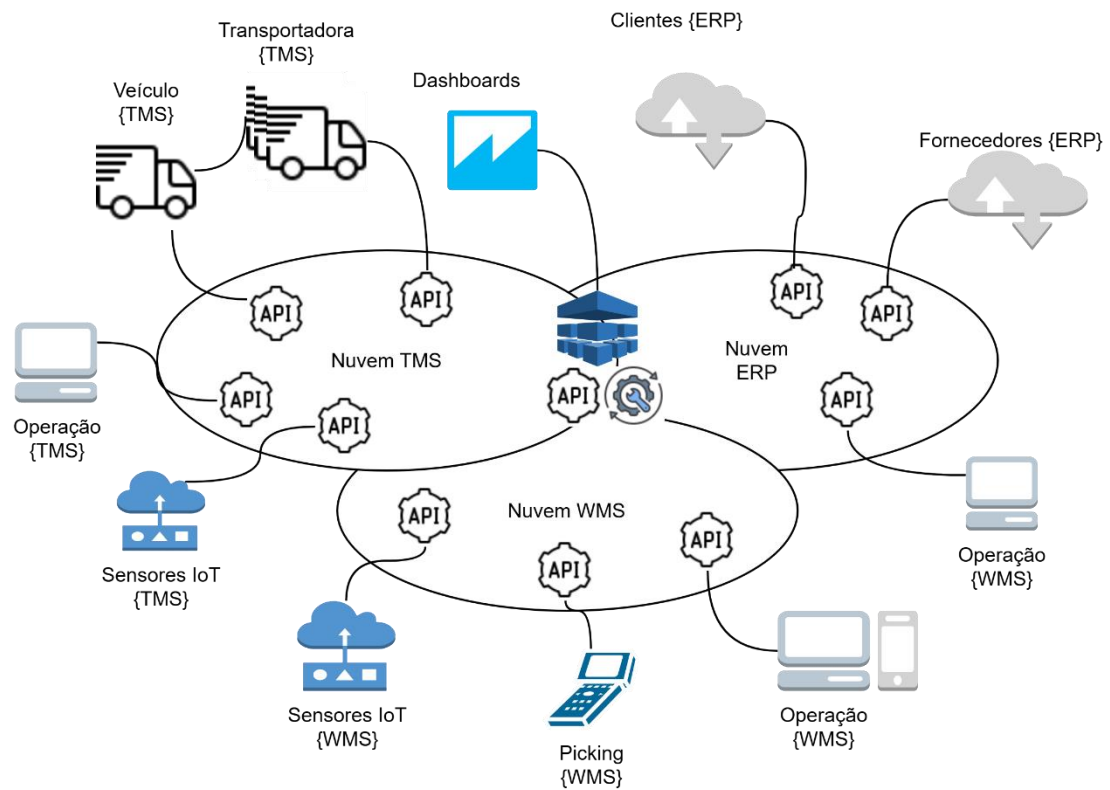 Clientes {ERP}
Transportadora
{TMS}
Dashboards
Veículo
{TMS}
Fornecedores {ERP}
API
API
API
API
Nuvem TMS
Nuvem
ERP
API
API
API
API
Operação
{TMS}
API
Nuvem WMS
API
API
Sensores IoT
{TMS}
Operação
{WMS}
Sensores IoT
{WMS}
Picking
{WMS}
Operação
{WMS}